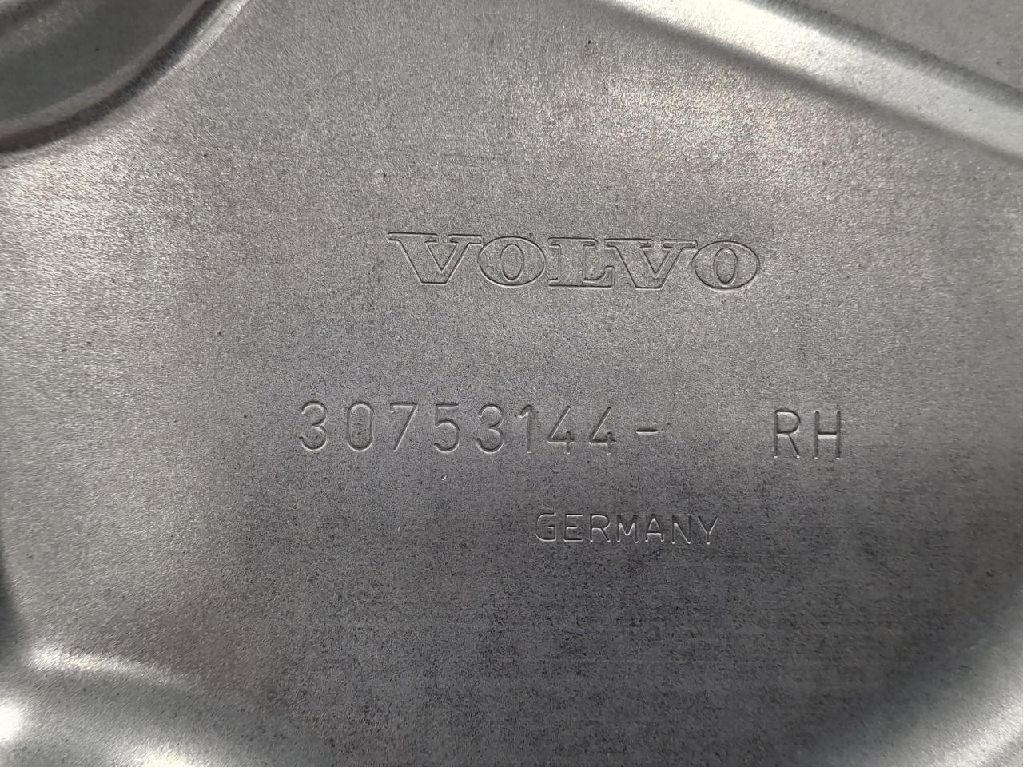 VOLVO
30753144- RH
GERMANY